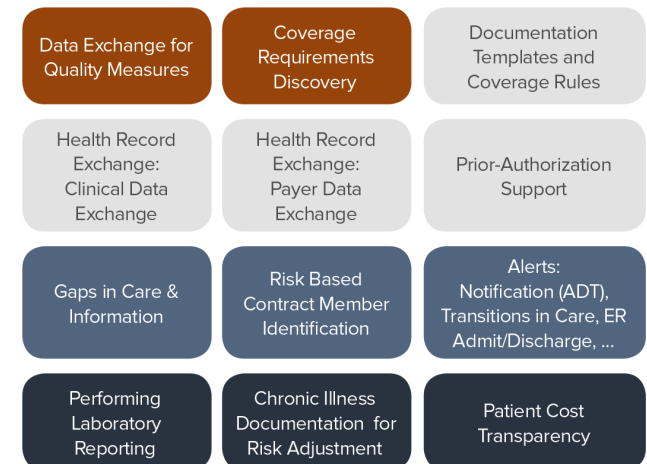 Data Exchange for
Quality Measures
Coverage
Requirements
Discovery
Documentation
Templates and
Coverage Rules
Health Record
Exchange:
Clinical Data
Exchange
Health Record
Exchange:
Payer Data
Exchange
Prior-Authorization
Support
Gaps in Care &
Information
Risk Based
Contract Member
Identification
Alerts:
Notification (ADT),
Transitions in Care, ER
Admit/Discharge, ...
Performing
Laboratory
Reporting
Chronic Illness
Documentation for
Risk Adjustment
Patient Cost
Transparency